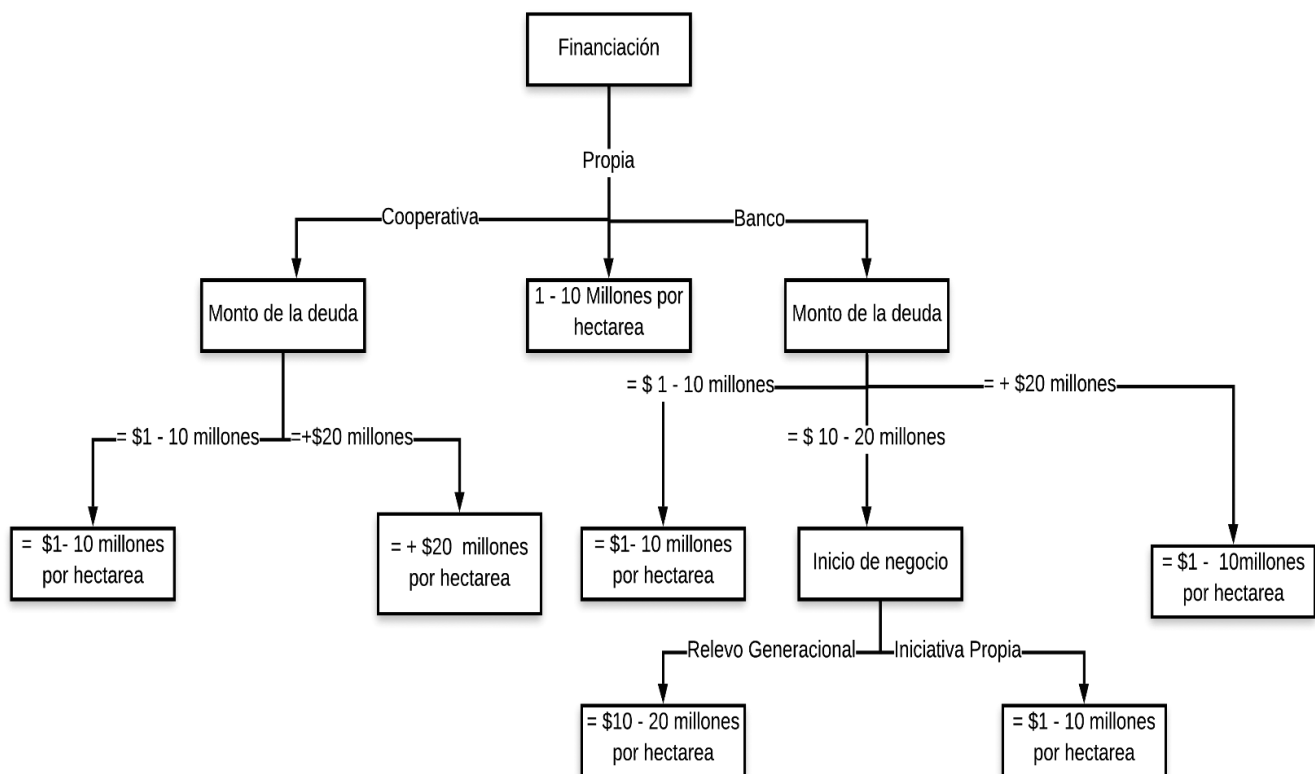 Financiación
Propia
Cooperativa
Banco
Monto de la deuda
1 - 10 Millones por
hectarea
Monto de la deuda
= $ 1 - 10 millones
= + $20 millones
= $1 - 10 millones
=+$20 millones
= $ 10 - 20 millones
= $1- 10 millones
por hectarea
= + $20 millones
por hectarea
= $1- 10 millones
por hectarea
Inicio de negocio
= $1 - 10millones
por hectarea
Relevo Generacional
Iniciativa Propia
= $10 - 20 millones
por hectarea
= $1 - 10 millones
por hectarea